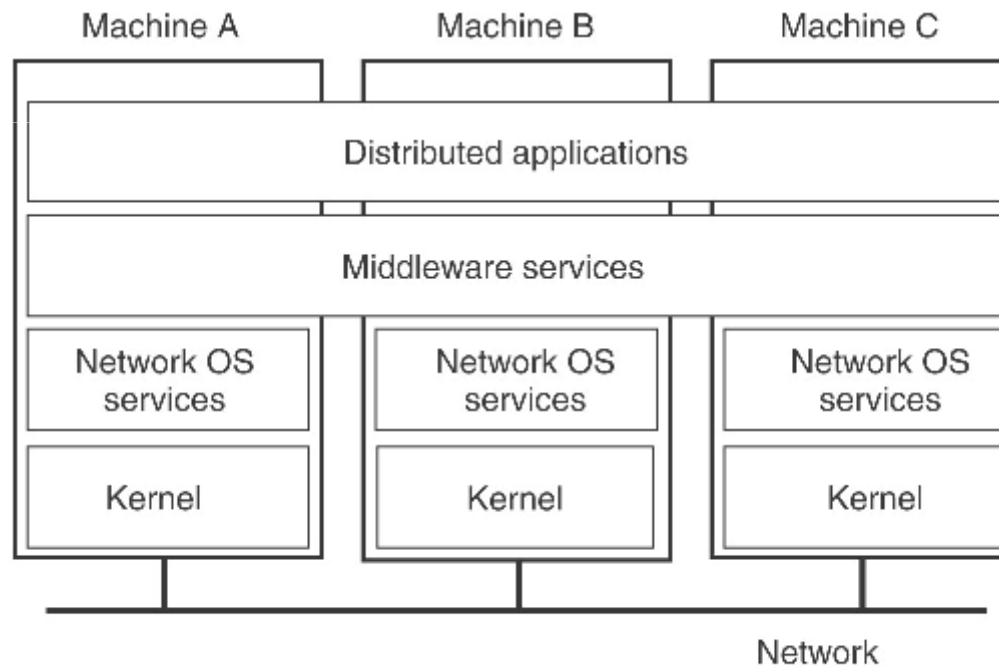 Machine A
Machine B
Machine C
Distributed applications
Middleware services
Network OS
services
Network OS
services
Network OS
services
Kernel
Kernel
Kernel
Network